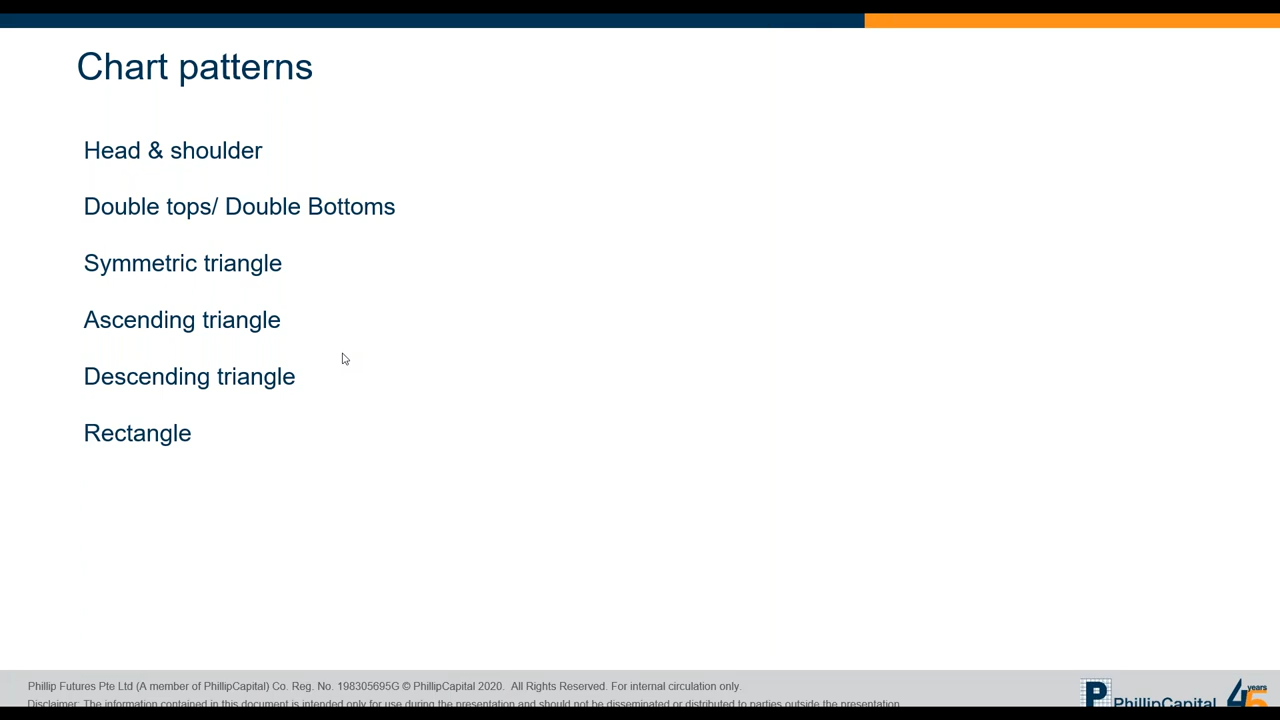 Chart patterns
Head & shoulder
Double tops/ Double Bottoms
Symmetric triangle
Ascending triangle
Descending triangle
Rectangle
Phillip Futures Pte Ltd (A member of PhillipCapital) Co. Reg. No. 198305695G © PhillipCapital 2020. All Rights Reserved. For internal circulation only.
Disclaimer: The information contained in this document is intended only for use during the presentation and should not be disseminated or distributed to parties outside the presentation.
P PhillipCapital 45 years